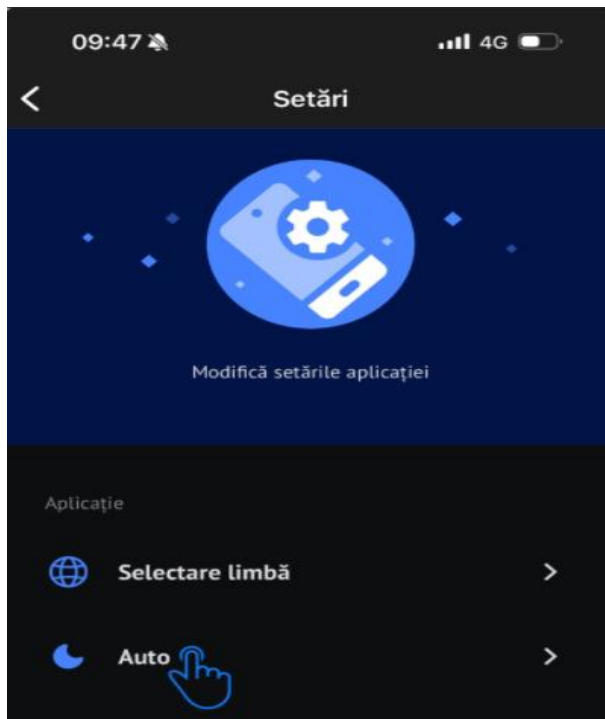 09:47
4G
Setări
Modifică setările aplicației
Aplicație
Selectare limbă
Auto